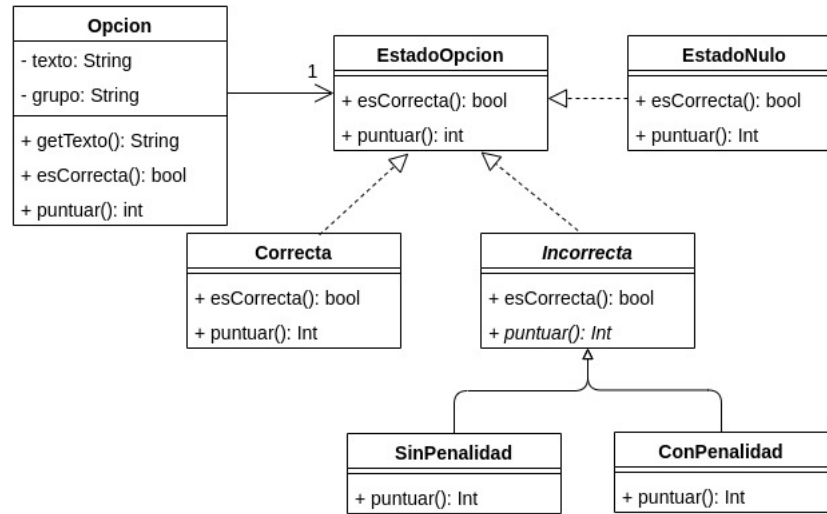 Opcion
- texto: String
- grupo: String
+ getTexto(): String
+ esCorrecta(): bool
+ puntuar(): int
1
EstadoOpcion
+ esCorrecta(): bool
+ puntuar(): int
EstadoNulo
+ esCorrecta(): bool
+ puntuar(): Int
Correcta
+ esCorrecta(): bool
+ puntuar(): Int
Incorrecta
+ esCorrecta(): bool
+ puntuar(): Int
SinPenalidad
+ puntuar(): Int
ConPenalidad
+ puntuar(): Int